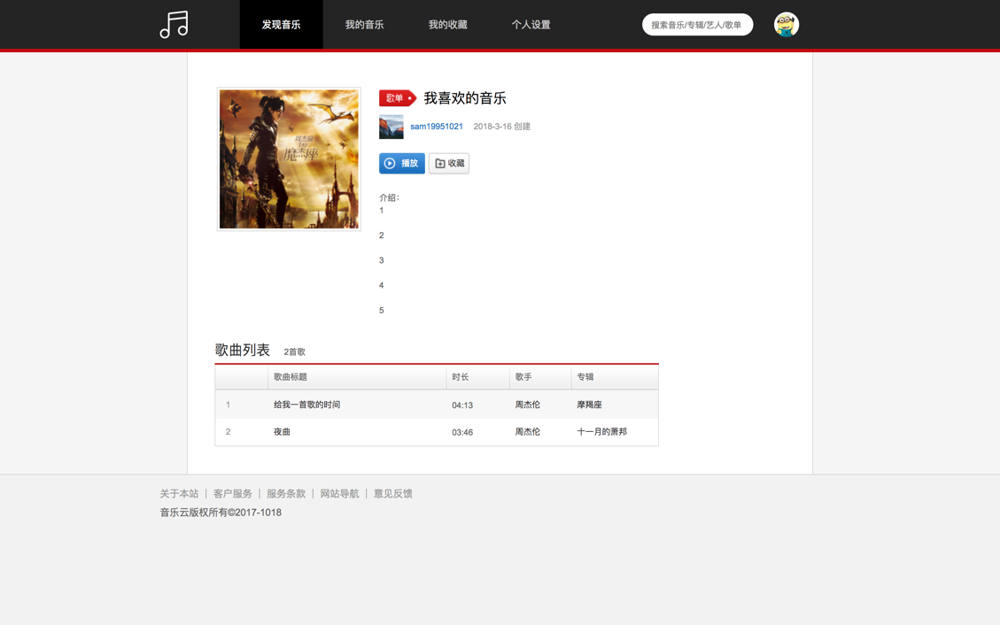 发现音乐
我的音乐
我的收藏
个人设置
搜索音乐/专辑/艺人/歌单
周杰伦
JAY
魔杰座
歌单
我喜欢的音乐
sam19951021 2018-3-16 创建
播放
收藏
介绍：
1
2
3
4
5
歌曲列表 2首歌
歌曲标题 时长 歌手 专辑
1 给我一首歌的时间 04:13 周杰伦 摩羯座
2 夜曲 03:46 周杰伦 十一月的萧邦
关于本站 | 客户服务 | 服务条款 | 网站导航 | 意见反馈
音乐云版权所有©2017-1018